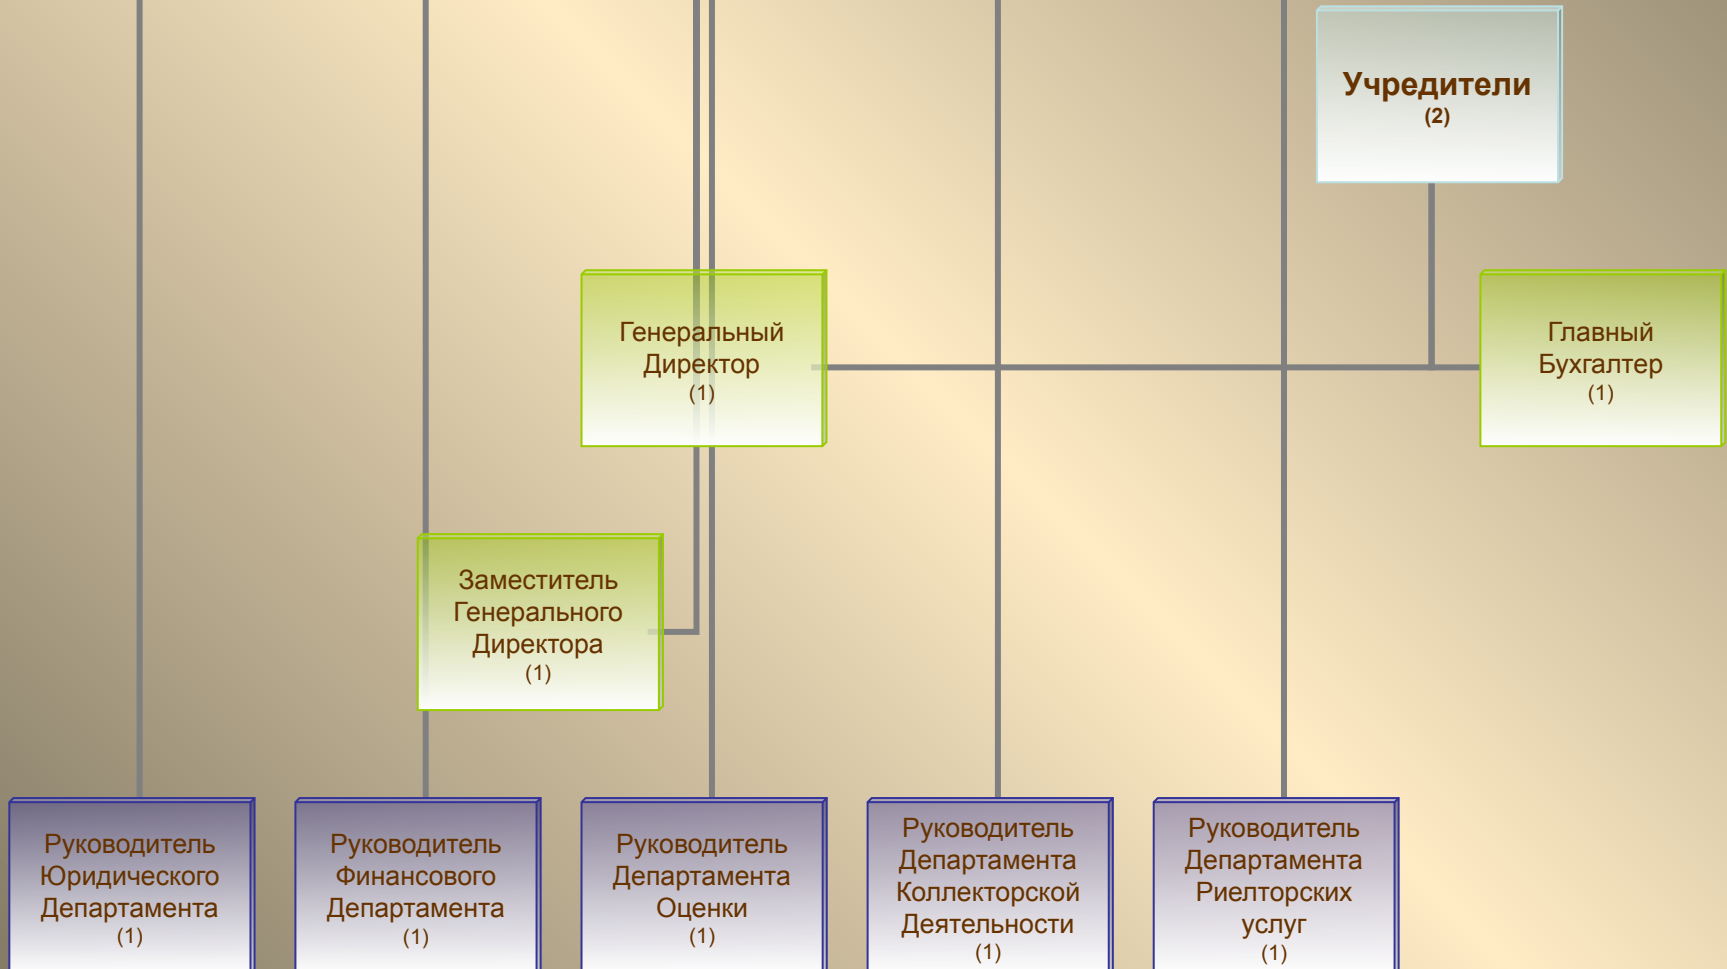 Учредители
(2)
Генеральный
Директор
(1)
Главный
Бухгалтер
(1)
Заместитель
Генерального
Директора
(1)
Руководитель
Юридического
Департамента
(1)
Руководитель
Финансового
Департамента
(1)
Руководитель
Департамента
Оценки
(1)
Руководитель
Департамента
Коллекторской
Деятельности
(1)
Руководитель
Департамента
Риелторских
услуг
(1)